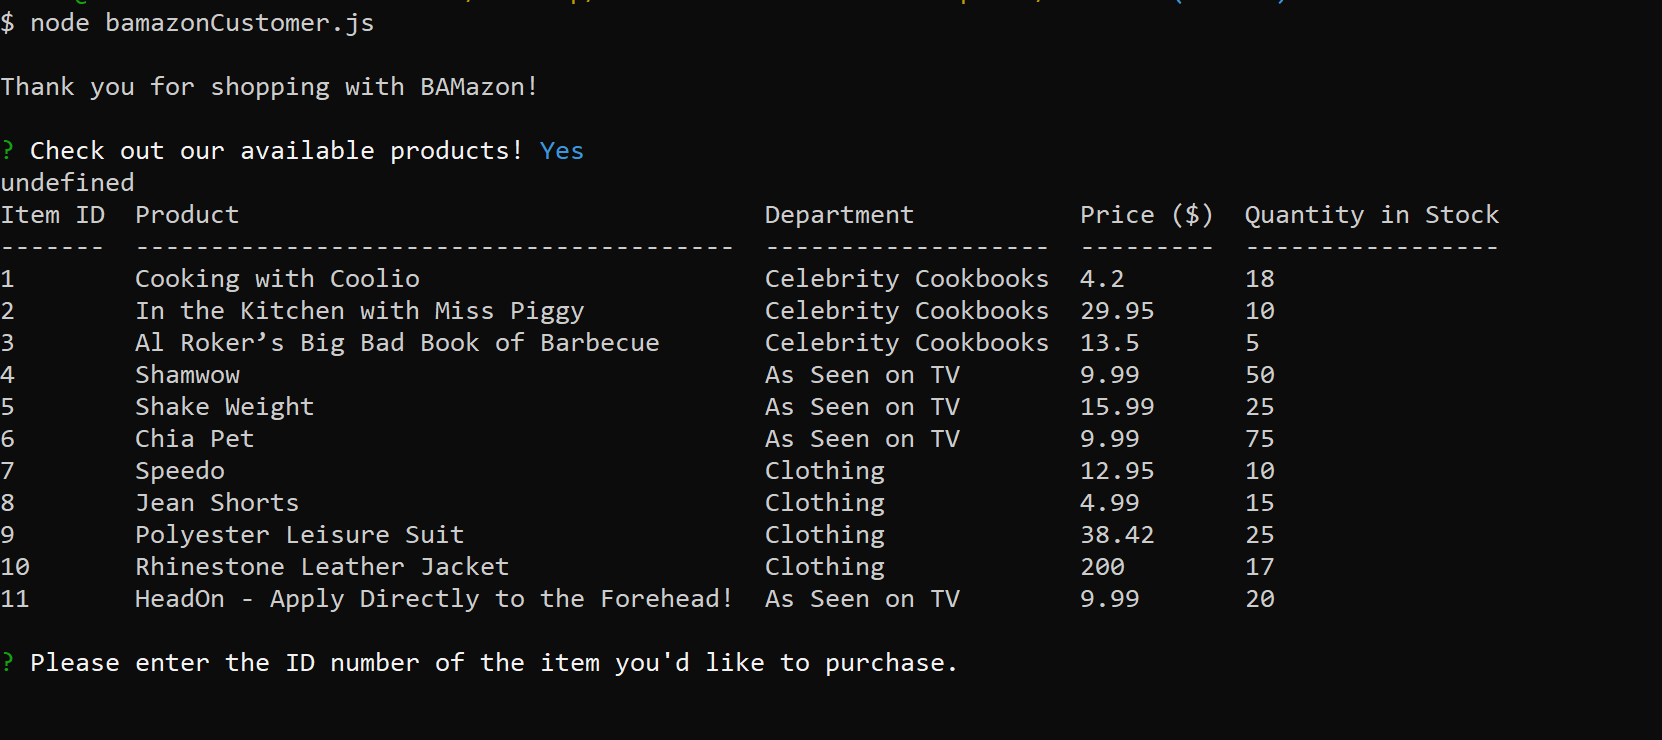 $ node bamazonCustomer.js
Thank you for shopping with BAMazon!
? Check out our available products! Yes
undefined
Item ID  Product                                   Department           Price ($)  Quantity in Stock
-------  ----------------------------------------  -------------------  ---------  -----------------
1        Cooking with Coolio                       Celebrity Cookbooks  4.2        18
2        In the Kitchen with Miss Piggy            Celebrity Cookbooks  29.95      10
3        Al Roker’s Big Bad Book of Barbecue       Celebrity Cookbooks  13.5       5
4        Shamwow                                   As Seen on TV        9.99       50
5        Shake Weight                              As Seen on TV        15.99      25
6        Chia Pet                                  As Seen on TV        9.99       75
7        Speedo                                    Clothing             12.95      10
8        Jean Shorts                               Clothing             4.99       15
9        Polyester Leisure Suit                    Clothing             38.42      25
10       Rhinestone Leather Jacket                 Clothing             200        17
11       HeadOn - Apply Directly to the Forehead!  As Seen on TV        9.99       20
? Please enter the ID number of the item you'd like to purchase.